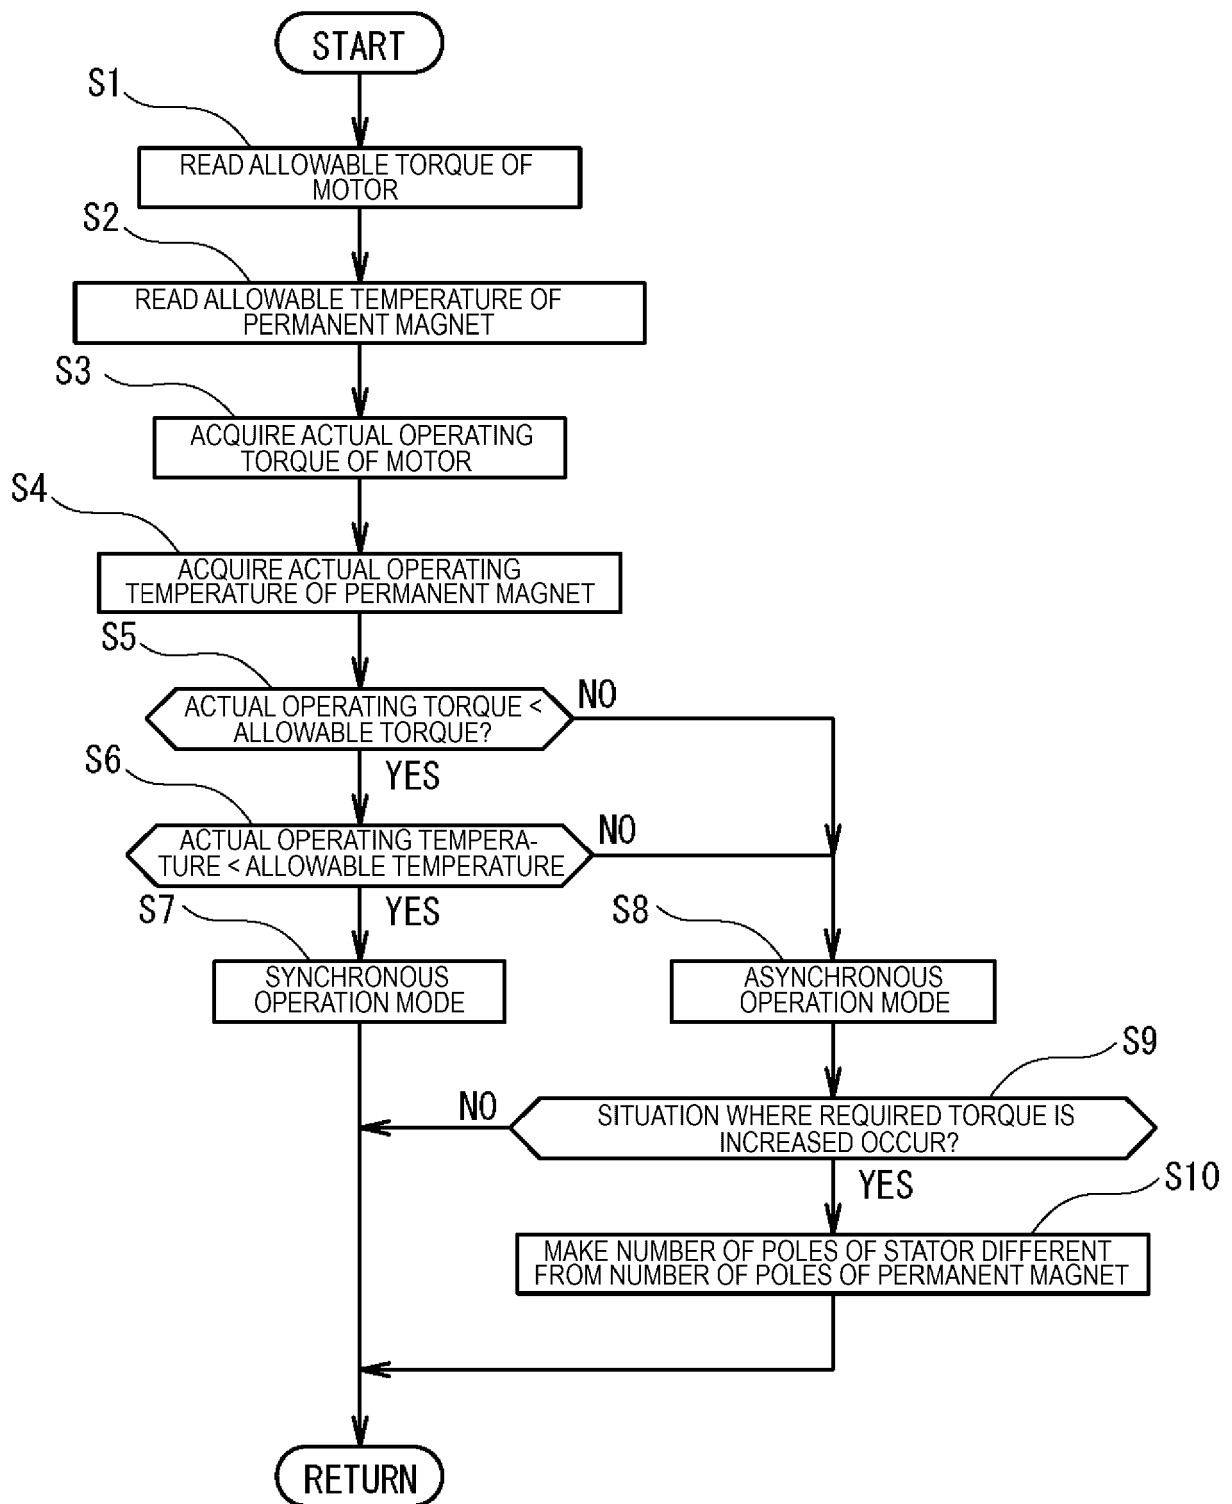 START
S1
READ ALLOWABLE TORQUE OF
MOTOR
S2
READ ALLOWABLE TEMPERATURE OF
PERMANENT MAGNET
S3
ACQUIRE ACTUAL OPERATING
TORQUE OF MOTOR
S4
ACQUIRE ACTUAL OPERATING
TEMPERATURE OF PERMANENT MAGNET
S5
ACTUAL OPERATING TORQUE <
ALLOWABLE TORQUE?
NO
YES
S6
ACTUAL OPERATING TEMPERA-
TURE < ALLOWABLE TEMPERATURE
NO
YES
S7
SYNCHRONOUS
OPERATION MODE
S8
ASYNCHRONOUS
OPERATION MODE
S9
SITUATION WHERE REQUIRED TORQUE IS
INCREASED OCCUR?
NO
YES
S10
MAKE NUMBER OF POLES OF STATOR DIFFERENT
FROM NUMBER OF POLES OF PERMANENT MAGNET
RETURN